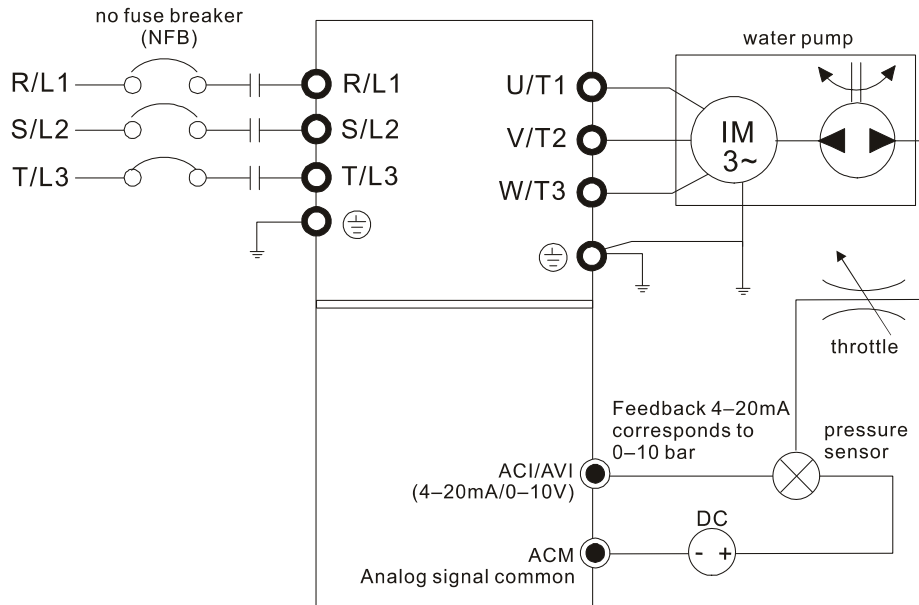 no fuse breaker
(NFB)
water pump
R/L1
R/L1
U/T1
S/L2
S/L2
V/T2
IM
3~
T/L3
T/L3
W/T3
throttle
Feedback 4–20mA
corresponds to
0–10 bar
pressure
sensor
ACI/AVI
(4–20mA/0–10V)
DC
- +
ACM
Analog signal common